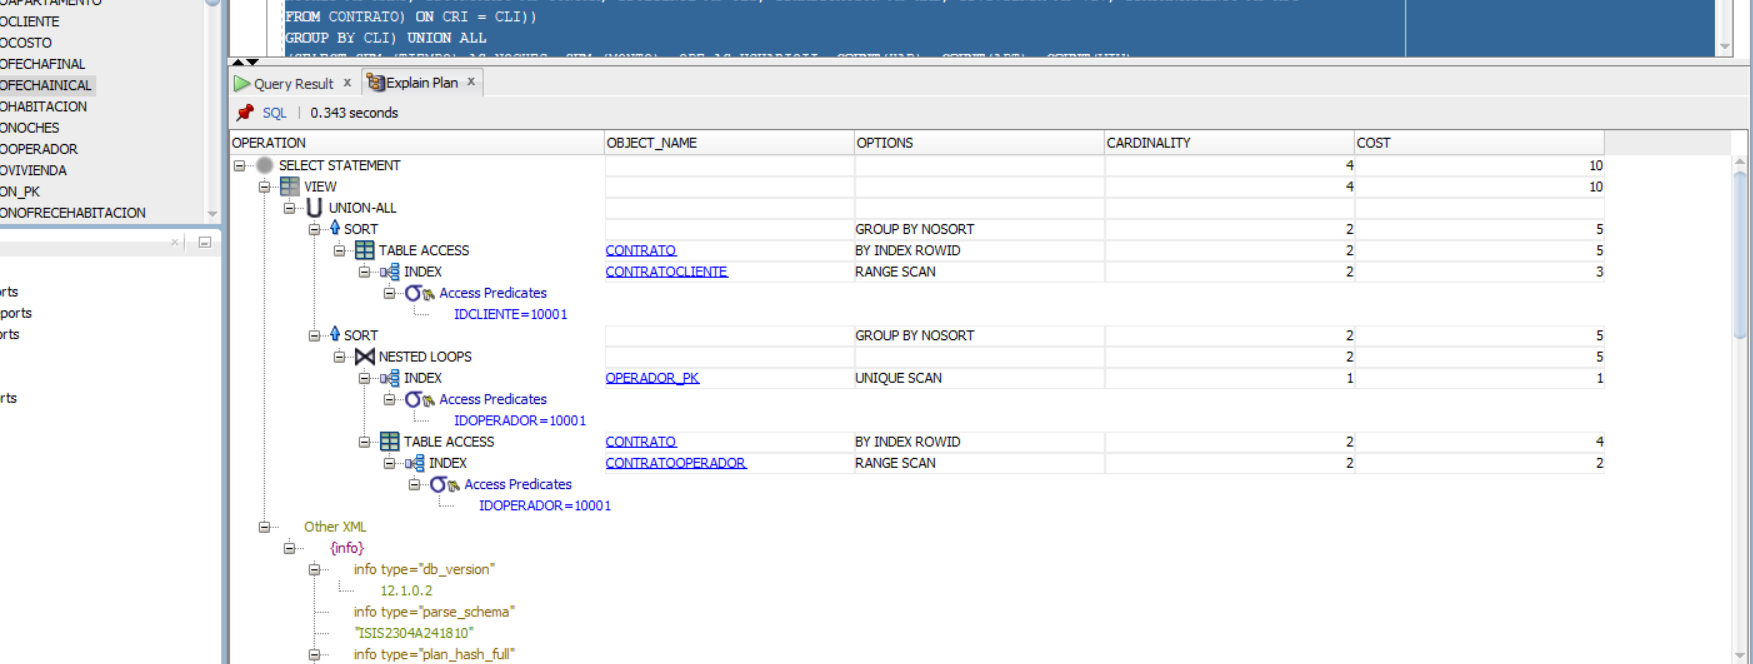 OCLIENTE
OCOSTO
OFECHAFINAL
OFECHAINICAL
OHABITACION
ONOCHES
OOPERADOR
OVIVIENDA
ON_PK
ONOFRECEHABITACION
rts
ports
orts
rts
FROM CONTRATO) ON CRI = CLI))
GROUP BY CLI) UNION ALL
Query Result x Explain Plan x
SQL | 0.343 seconds
OPERATION OBJECT_NAME OPTIONS CARDINALITY COST
SELECT STATEMENT 4 10
VIEW 4 10
UNION-ALL
SORT GROUP BY NOSORT 2 5
TABLE ACCESS CONTRATO BY INDEX ROWID 2 5
INDEX CONTRATOCLIENTE RANGE SCAN 2 3
Access Predicates
IDCLIENTE=10001
SORT GROUP BY NOSORT 2 5
NESTED LOOPS 2 5
INDEX OPERADOR_PK UNIQUE SCAN 1 1
Access Predicates
IDOPERADOR=10001
TABLE ACCESS CONTRATO BY INDEX ROWID 2 4
INDEX CONTRATOOPERADOR RANGE SCAN 2 2
Access Predicates
IDOPERADOR=10001
Other XML
{info}
info type="db_version"
12.1.0.2
info type="parse_schema"
"ISIS2304A241810"
info type="plan_hash_full"